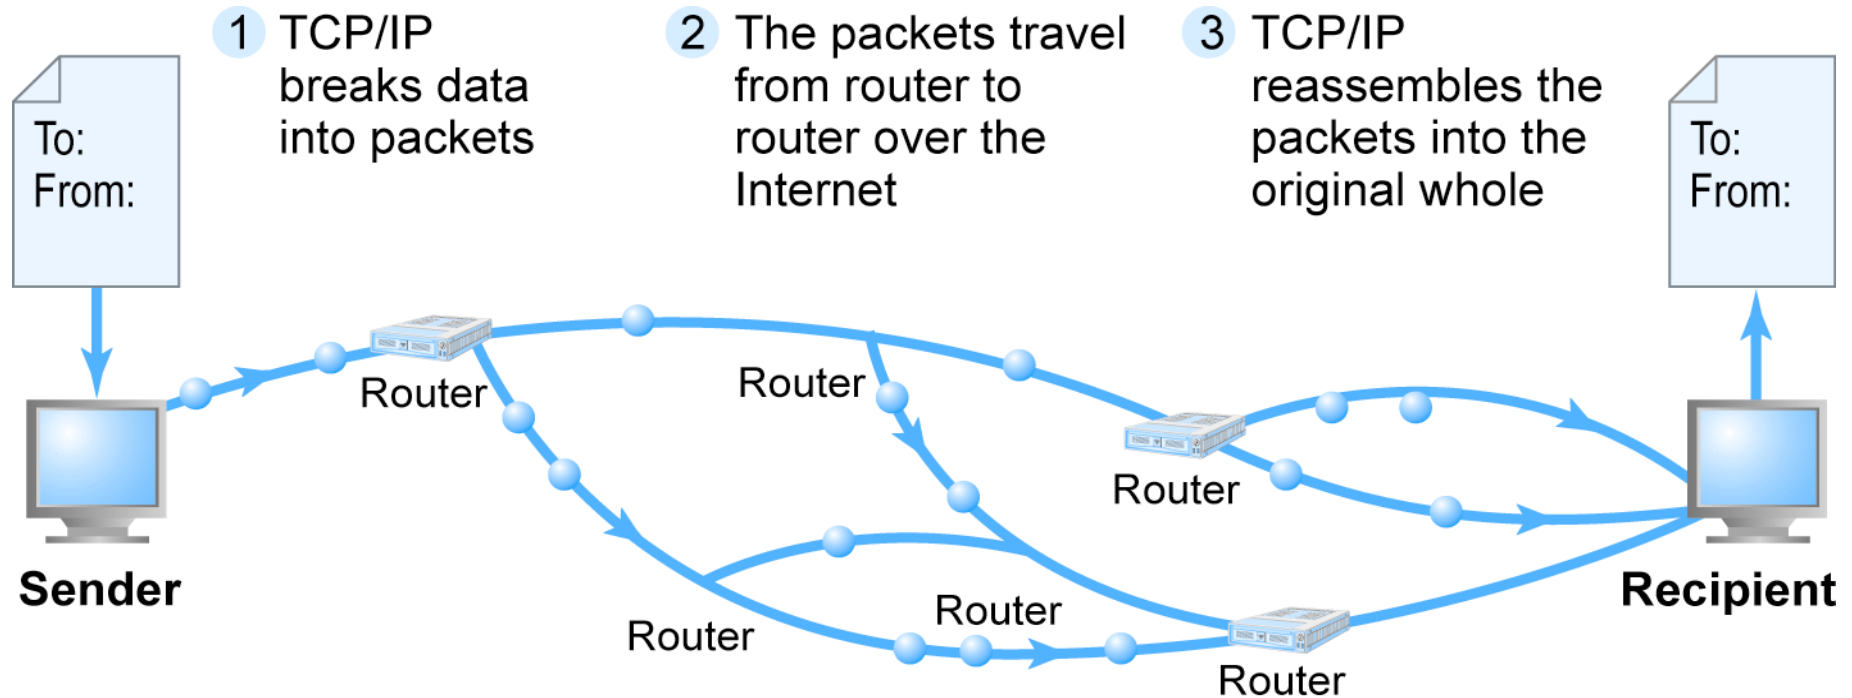 1 TCP/IP
breaks data
into packets
2 The packets travel
from router to
router over the
Internet
3 TCP/IP
reassembles the
packets into the
original whole
To:
From:
To:
From:
Router
Router
Router
Router
Router
Router
Sender
Recipient